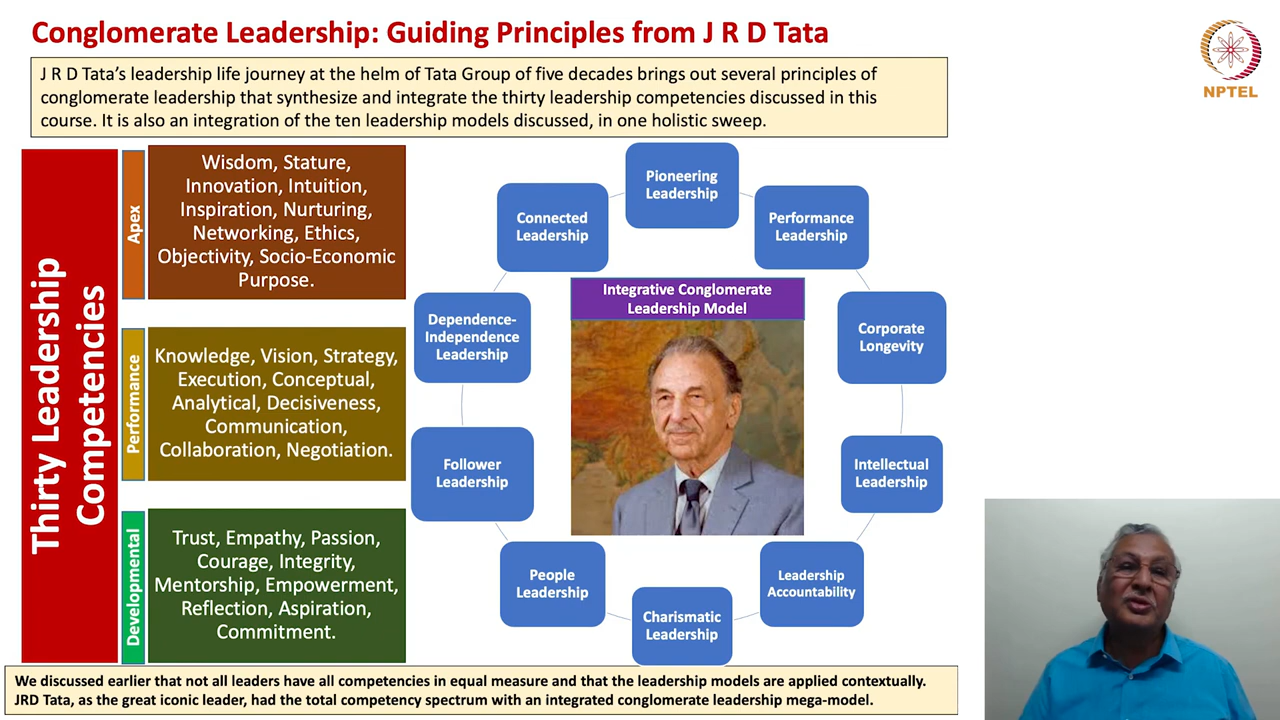 Conglomerate Leadership: Guiding Principles from J R D Tata
NPTEL
J R D Tata's leadership life journey at the helm of Tata Group of five decades brings out several principles of
conglomerate leadership that synthesize and integrate the thirty leadership competencies discussed in this
course. It is also an integration of the ten leadership models discussed, in one holistic sweep.
Thirty Leadership
Competencies
Apex
Wisdom, Stature,
Innovation, Intuition,
Inspiration, Nurturing,
Networking, Ethics,
Objectivity, Socio-Economic
Purpose.
Performance
Knowledge, Vision, Strategy,
Execution, Conceptual,
Analytical, Decisiveness,
Communication,
Collaboration, Negotiation.
Developmental
Trust, Empathy, Passion,
Courage, Integrity,
Mentorship, Empowerment,
Reflection, Aspiration,
Commitment.
Pioneering
Leadership
Performance
Leadership
Corporate
Longevity
Intellectual
Leadership
Leadership
Accountability
Charismatic
Leadership
People
Leadership
Follower
Leadership
Dependence-
Independence
Leadership
Connected
Leadership
Integrative Conglomerate
Leadership Model
We discussed earlier that not all leaders have all competencies in equal measure and that the leadership models are applied contextually.
JRD Tata, as the great iconic leader, had the total competency spectrum with an integrated conglomerate leadership mega-model.